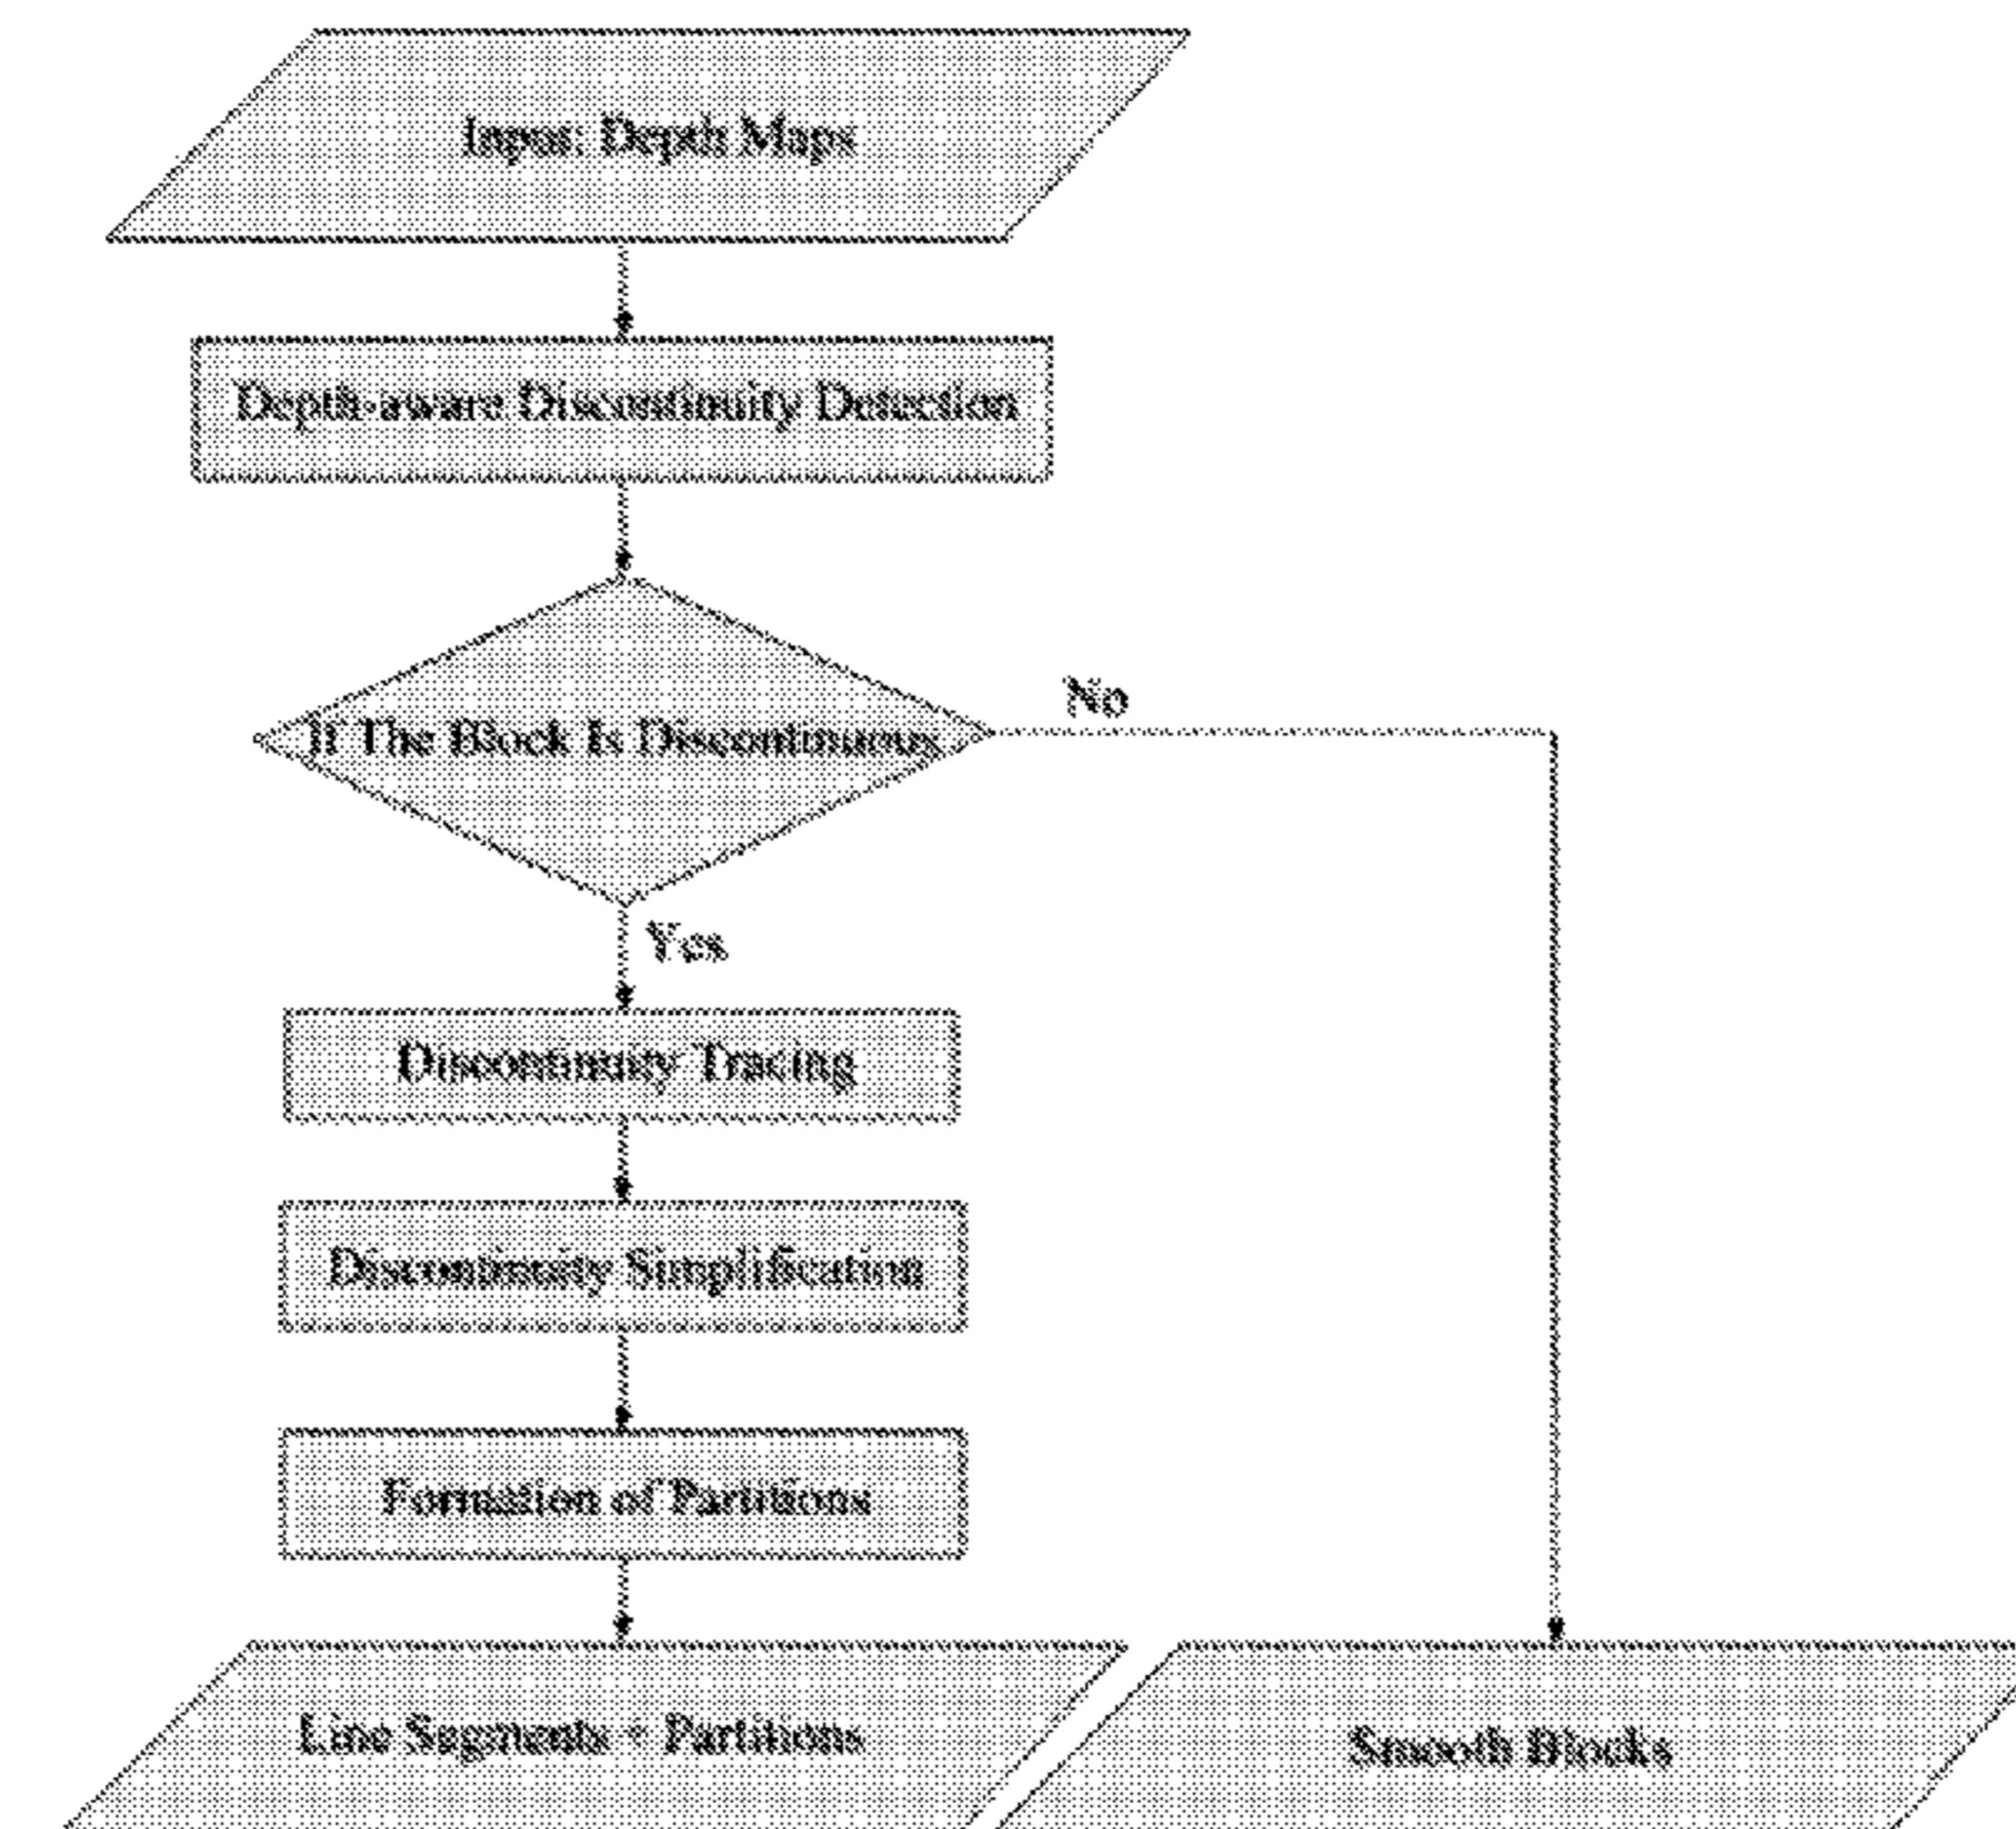 Input: Depth Maps
Depth-aware Discontinuity Detection
If The Block Is Discontinuous
No
Yes
Discontinuity Tracing
Discontinuity Simplification
Formation of Partitions
Line Segments + Partitions
Smooth Blocks